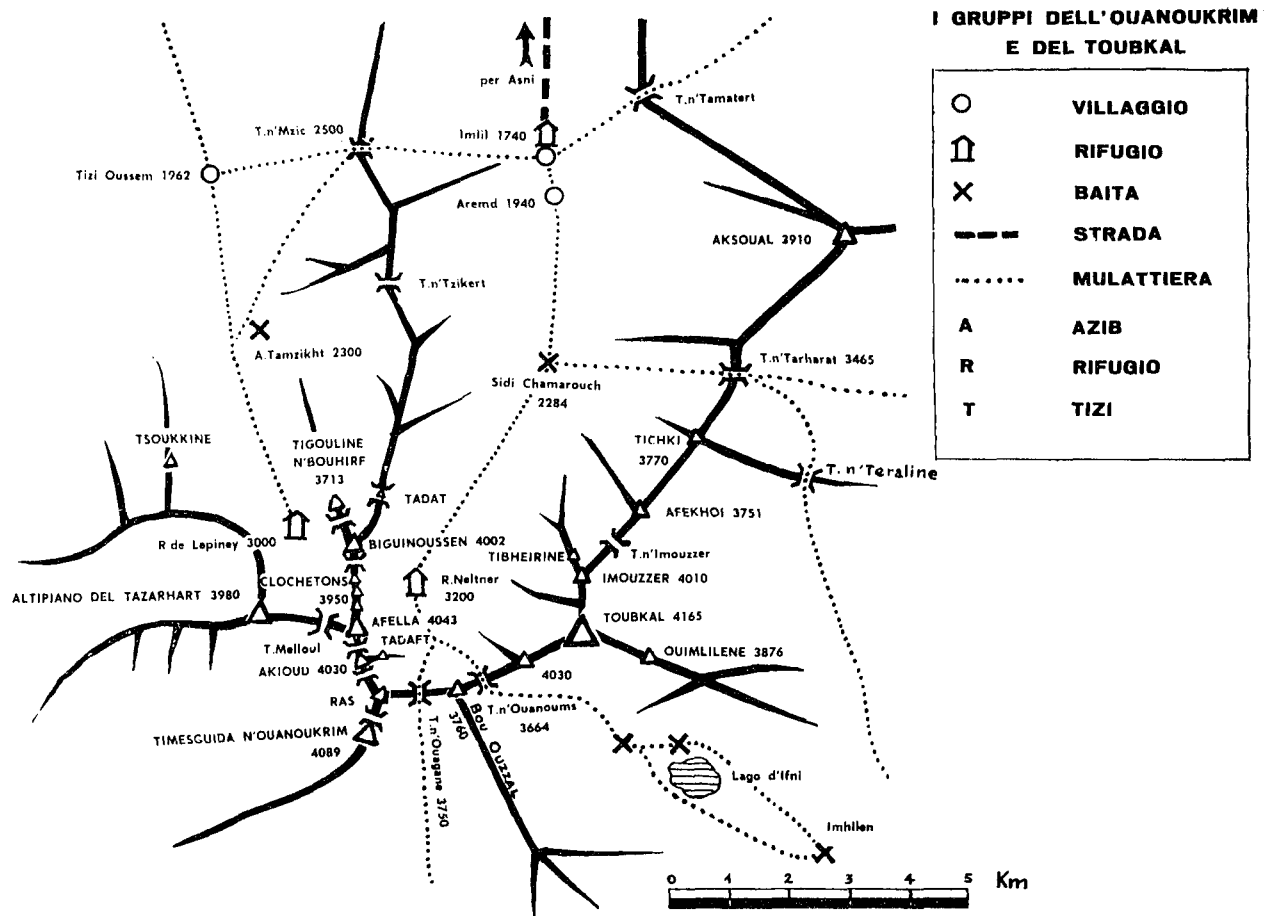 I GRUPPI DELL'OUANOUKRIM
E DEL TOUBKAL
VILLAGGIO
RIFUGIO
BAITA
STRADA
MULATTIERA
A AZIB
R RIFUGIO
T TIZI
per Asni
T.n'Tamatert
T.n'Mzic 2500
Imlil 1740
Tizi Oussem 1962
Aremd 1940
AKSOUAL 3910
T.n'Tzikert
A.Tamzikht 2300
T.n'Tarharat 3465
Sidi Chamarouch
2284
TSOUKKINE
TIGOULINE
N'BOUHIRF
3713
TICHKI
3770
T.n'Teraline
TADAT
AFEKHOI 3751
R de Lepiney 3000
BIGUINOUSSEN 4002
T.n'Imouzzer
TIBHEIRINE
IMOUZZER 4010
CLOCHETONS
3950
R.Neltner
3200
ALTIPIANO DEL TAZARHART 3980
AFELLA 4043
TOUBKAL 4165
TADAFT
T.Melloul
AKIOUD 4030
OUIMLILENE 3876
4030
RAS
T.n'Ouanoums
3664
3760
Bou Ouzzal
T.n'Ouagane 3750
TIMESGUIDA N'OUANOUKRIM
4089
Lago d'Ifni
Imhilen
0 1 2 3 4 5 Km